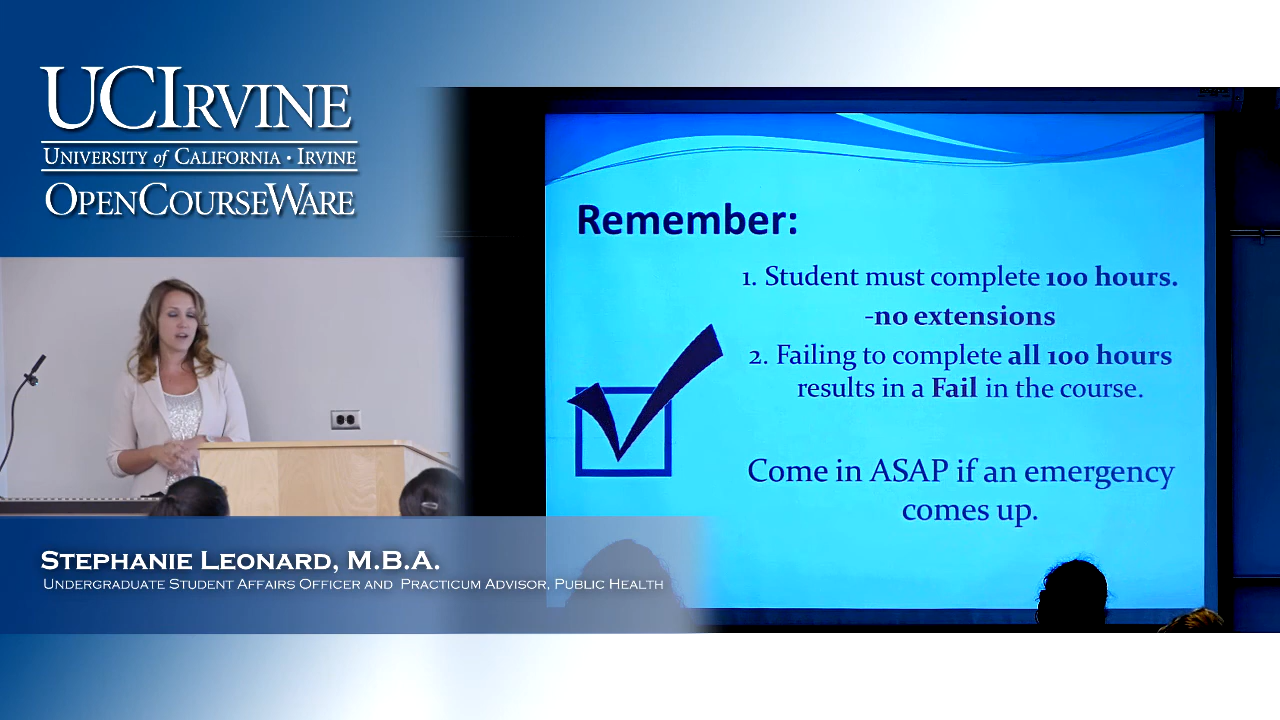 UCIRVINE
UNIVERSITY of CALIFORNIA · IRVINE
OPENCOURSEWARE
Remember:
1. Student must complete 100 hours.
-no extensions
2. Failing to complete all 100 hours
results in a Fail in the course.
Come in ASAP if an emergency
comes up.
STEPHANIE LEONARD, M.B.A.
UNDERGRADUATE STUDENT AFFAIRS OFFICER AND PRACTICUM ADVISOR, PUBLIC HEALTH